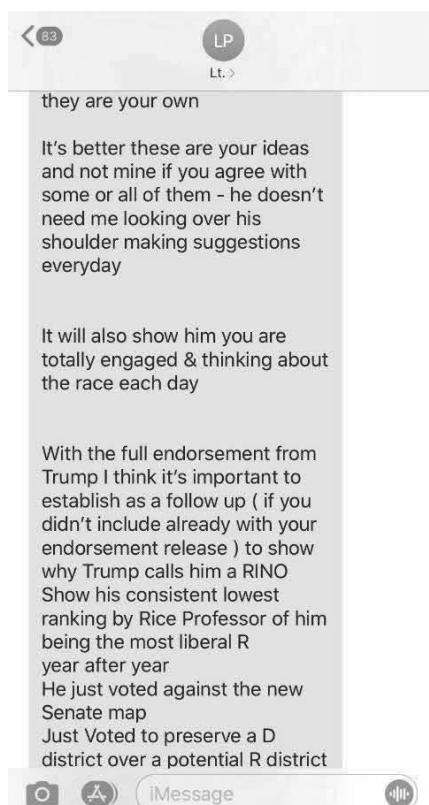 83
LP
Lt. >
they are your own
It’s better these are your ideas
and not mine if you agree with
some or all of them - he doesn’t
need me looking over his
shoulder making suggestions
everyday
It will also show him you are
totally engaged & thinking about
the race each day
With the full endorsement from
Trump I think it’s important to
establish as a follow up ( if you
didn’t include already with your
endorsement release ) to show
why Trump calls him a RINO
Show his consistent lowest
ranking by Rice Professor of him
being the most liberal R
year after year
He just voted against the new
Senate map
Just Voted to preserve a D
district over a potential R district
iMessage